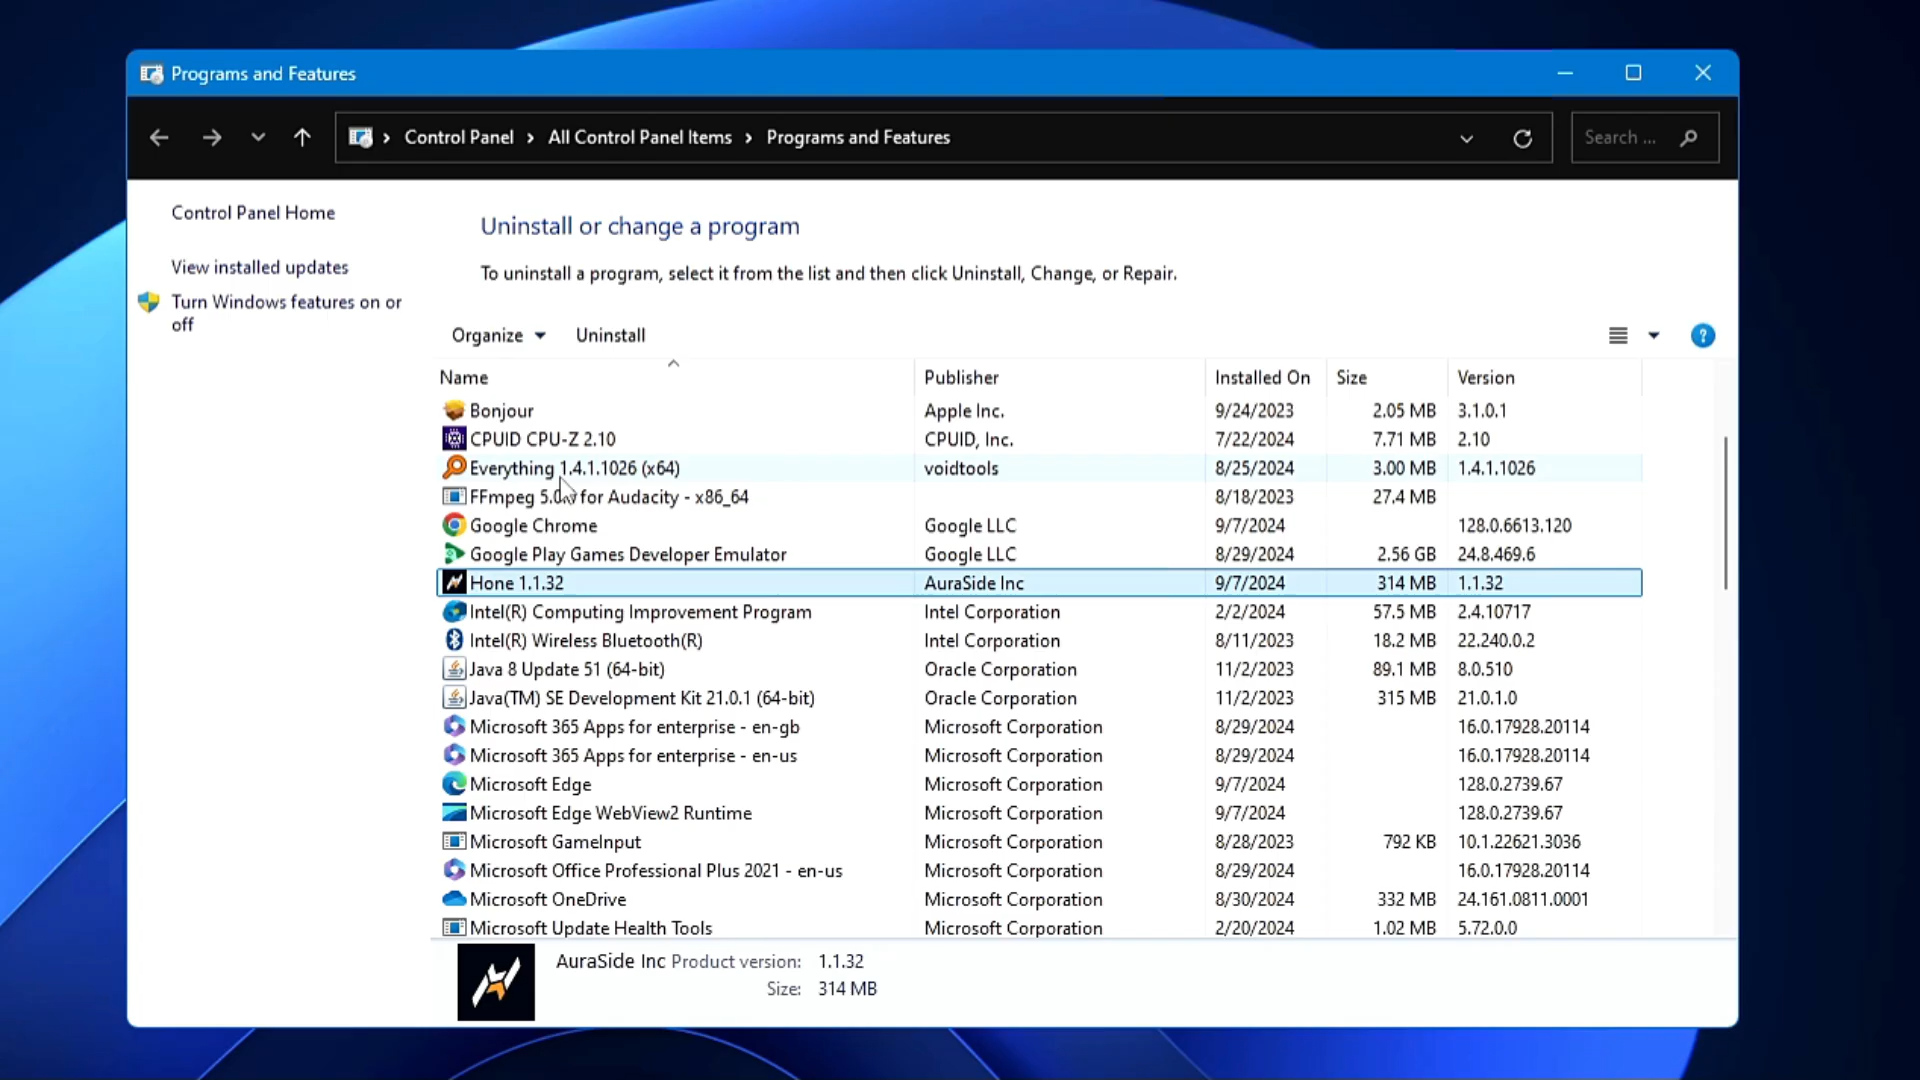 Programs and Features
Control Panel > All Control Panel Items > Programs and Features
Search ...
Control Panel Home
View installed updates
Turn Windows features on or
off
Uninstall or change a program
To uninstall a program, select it from the list and then click Uninstall, Change, or Repair.
Organize Uninstall
Name Publisher Installed On Size Version
Bonjour Apple Inc. 9/24/2023 2.05 MB 3.1.0.1
CPUID CPU-Z 2.10 CPUID, Inc. 7/22/2024 7.71 MB 2.10
Everything 1.4.1.1026 (x64) voidtools 8/25/2024 3.00 MB 1.4.1.1026
FFmpeg for Audacity - x86_64 8/18/2023 27.4 MB
Google Chrome Google LLC 9/7/2024 128.0.6613.120
Google Play Games Developer Emulator Google LLC 8/29/2024 2.56 GB 24.8.469.6
Hone 1.1.32 AuraSide Inc 9/7/2024 314 MB 1.1.32
Intel(R) Computing Improvement Program Intel Corporation 2/2/2024 57.5 MB 2.4.10717
Intel(R) Wireless Bluetooth(R) Intel Corporation 8/11/2023 18.2 MB 22.240.0.2
Java 8 Update 51 (64-bit) Oracle Corporation 11/2/2023 89.1 MB 8.0.510
Java(TM) SE Development Kit 21.0.1 (64-bit) Oracle Corporation 11/2/2023 315 MB 21.0.1.0
Microsoft 365 Apps for enterprise - en-gb Microsoft Corporation 8/29/2024 16.0.17928.20114
Microsoft 365 Apps for enterprise - en-us Microsoft Corporation 8/29/2024 16.0.17928.20114
Microsoft Edge Microsoft Corporation 9/7/2024 128.0.2739.67
Microsoft Edge WebView2 Runtime Microsoft Corporation 9/7/2024 128.0.2739.67
Microsoft GameInput Microsoft Corporation 8/28/2023 792 KB 10.1.22621.3036
Microsoft Office Professional Plus 2021 - en-us Microsoft Corporation 8/29/2024 16.0.17928.20114
Microsoft OneDrive Microsoft Corporation 8/30/2024 332 MB 24.161.0811.0001
Microsoft Update Health Tools Microsoft Corporation 2/20/2024 1.02 MB 5.72.0.0
AuraSide Inc Product version: 1.1.32
Size: 314 MB